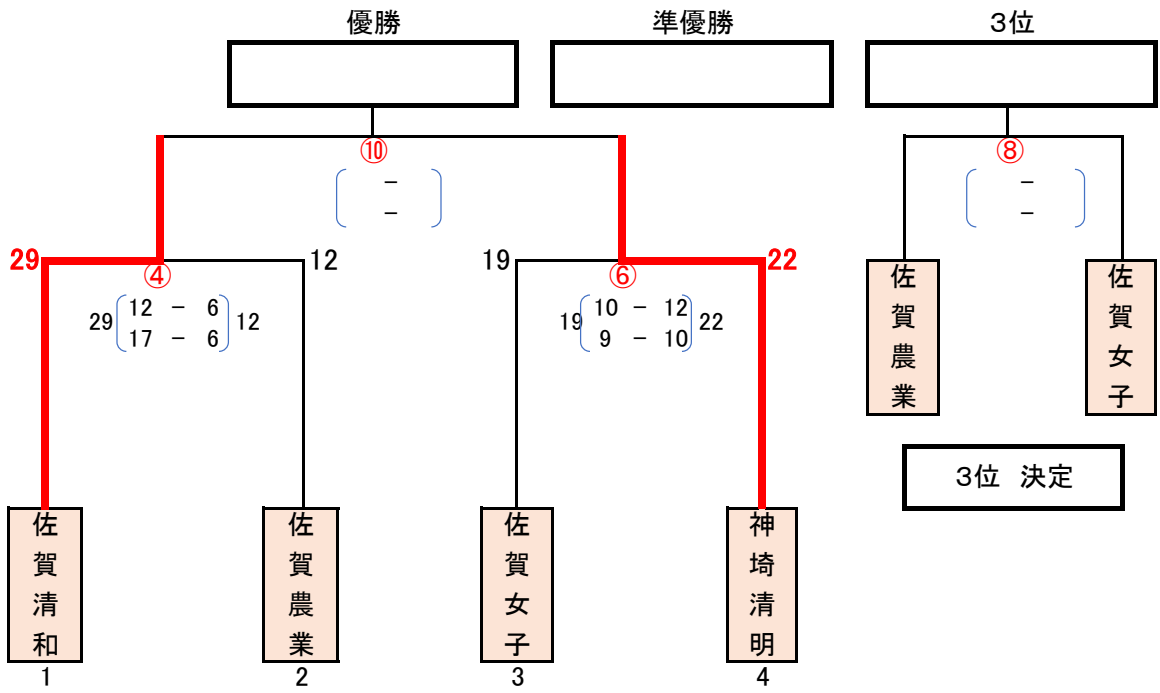 優勝
準優勝
3位
⑩
－
－
⑧
－
－
29
④
12
19
⑥
22
29 12 － 6 12
17 － 6
19 10 － 12 22
9 － 10
佐賀農業
佐賀女子
3位 決定
佐賀清和
佐賀農業
佐賀女子
神埼清明
1
2
3
4